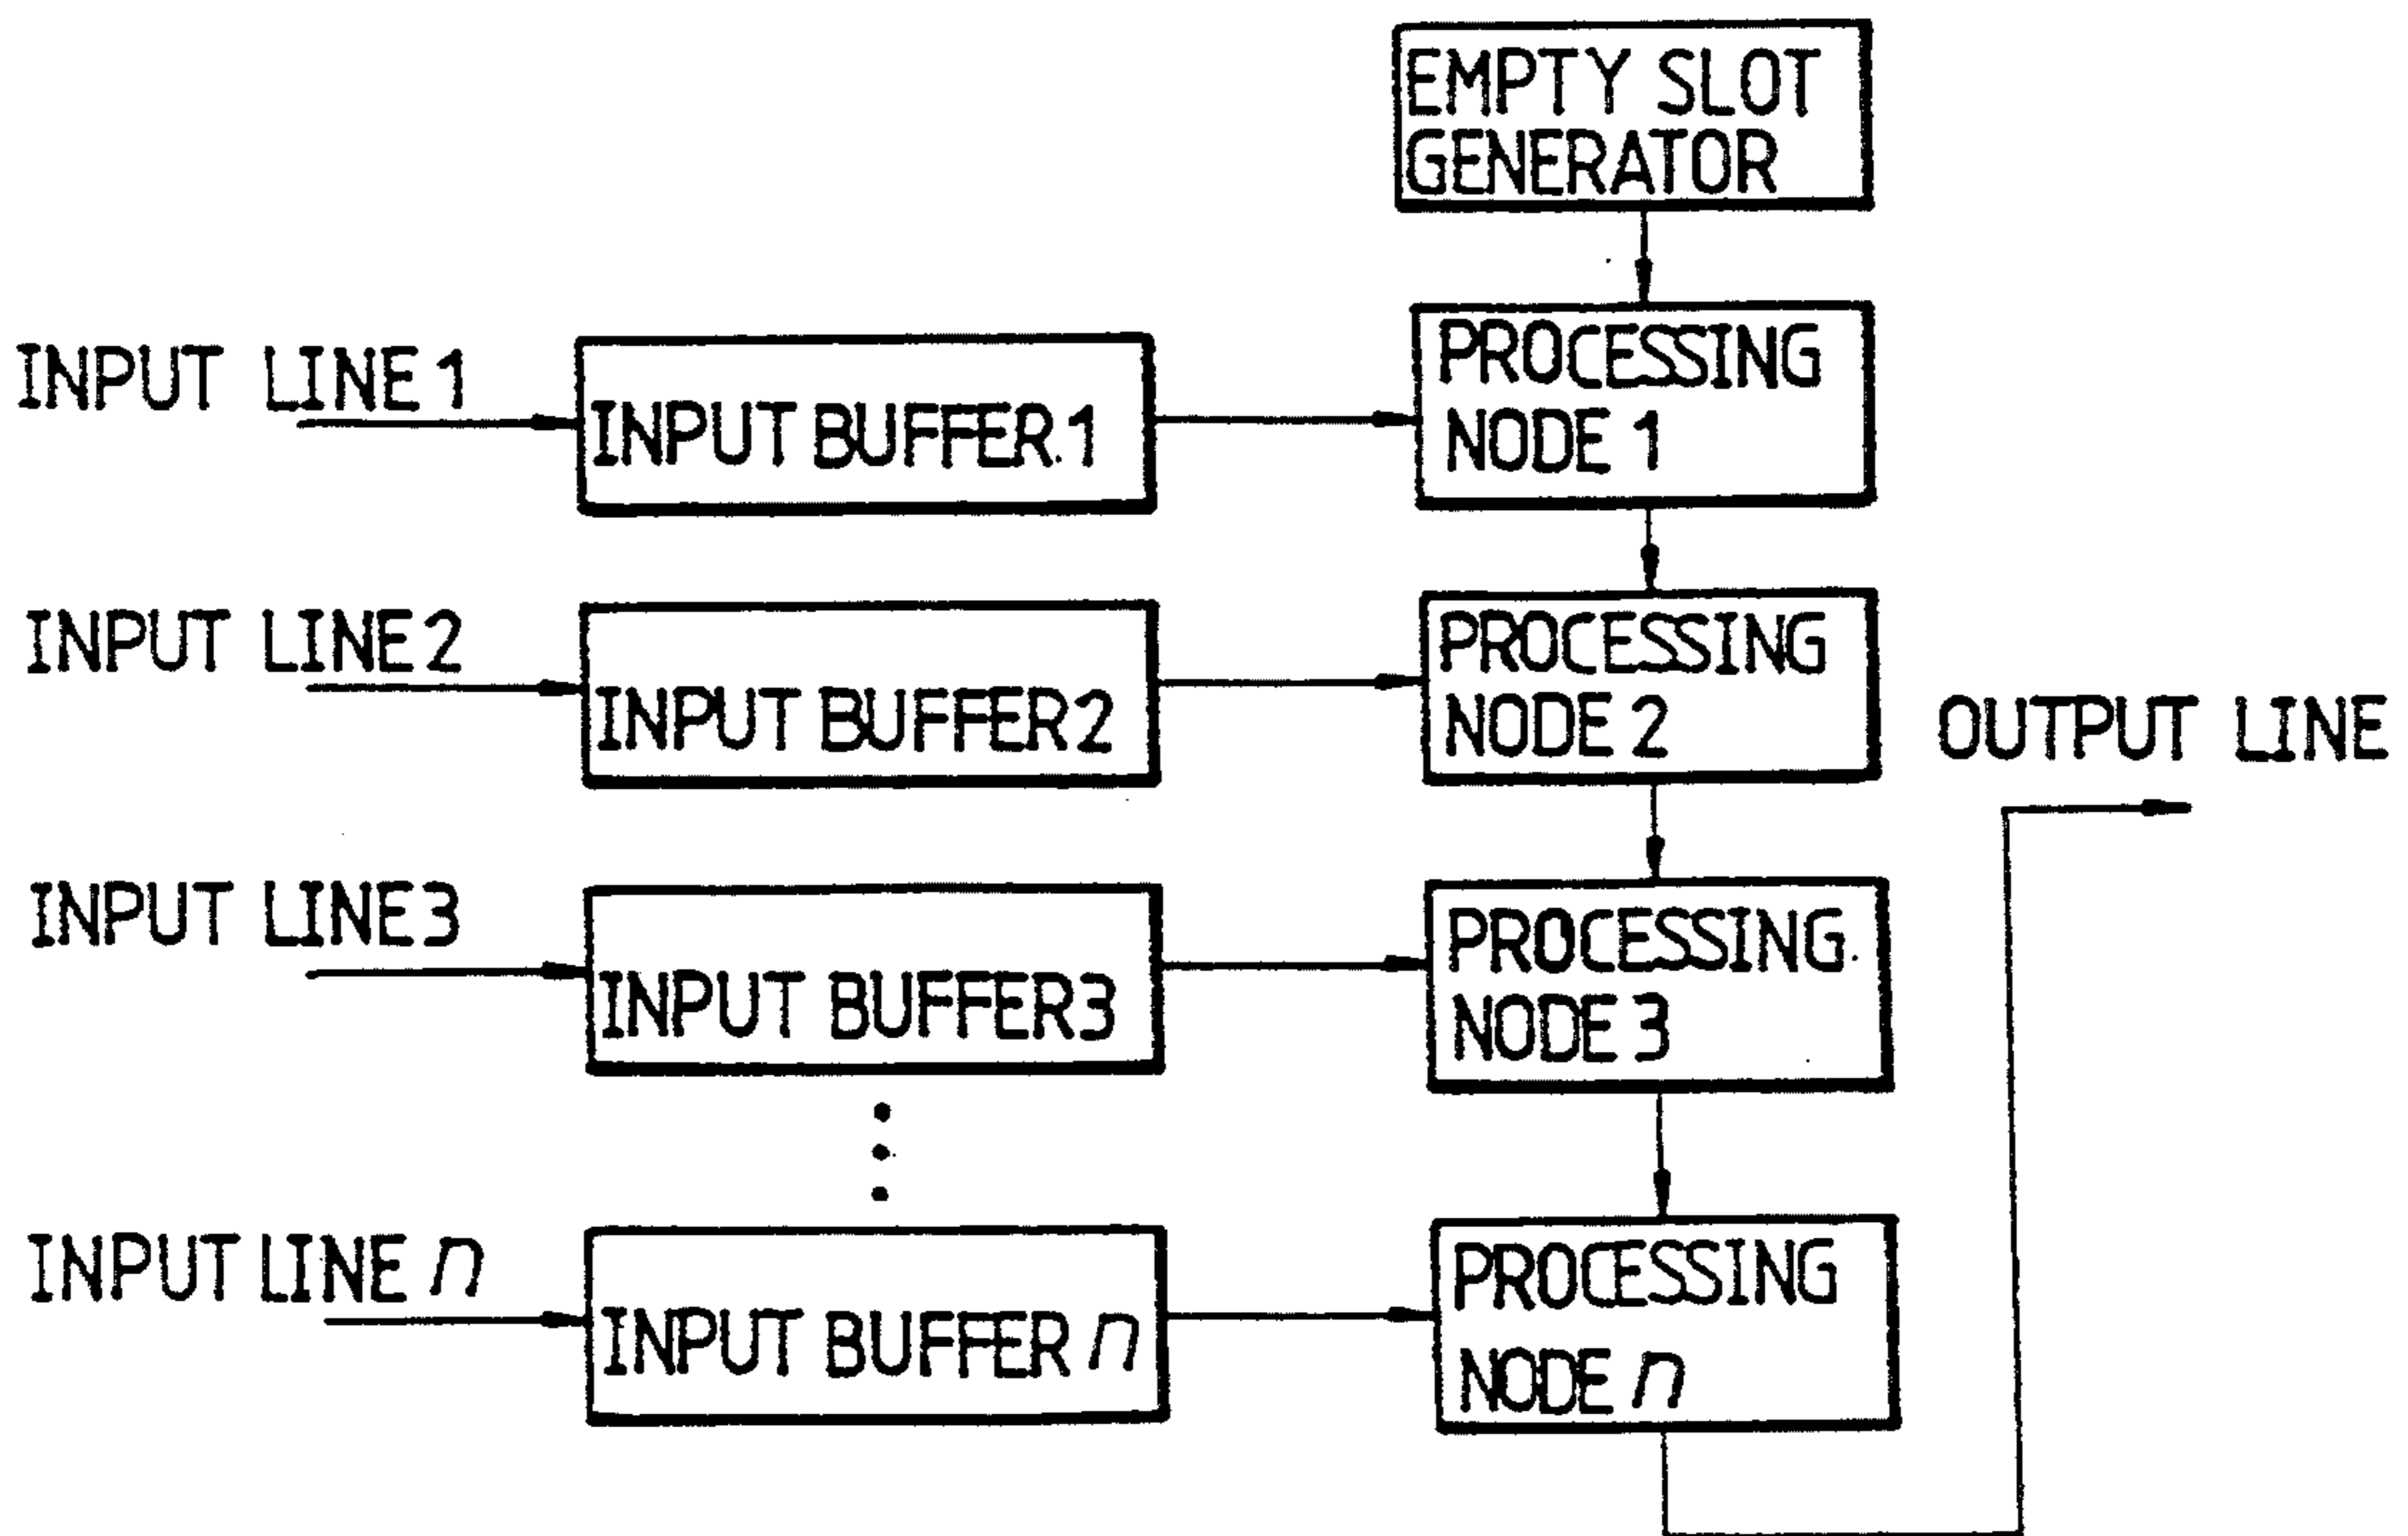 EMPTY SLOT
GENERATOR
INPUT LINE 1
INPUT BUFFER 1
PROCESSING
NODE 1
INPUT LINE 2
INPUT BUFFER 2
PROCESSING
NODE 2
OUTPUT LINE
INPUT LINE 3
INPUT BUFFER 3
PROCESSING
NODE 3
INPUT LINE n
INPUT BUFFER n
PROCESSING
NODE n